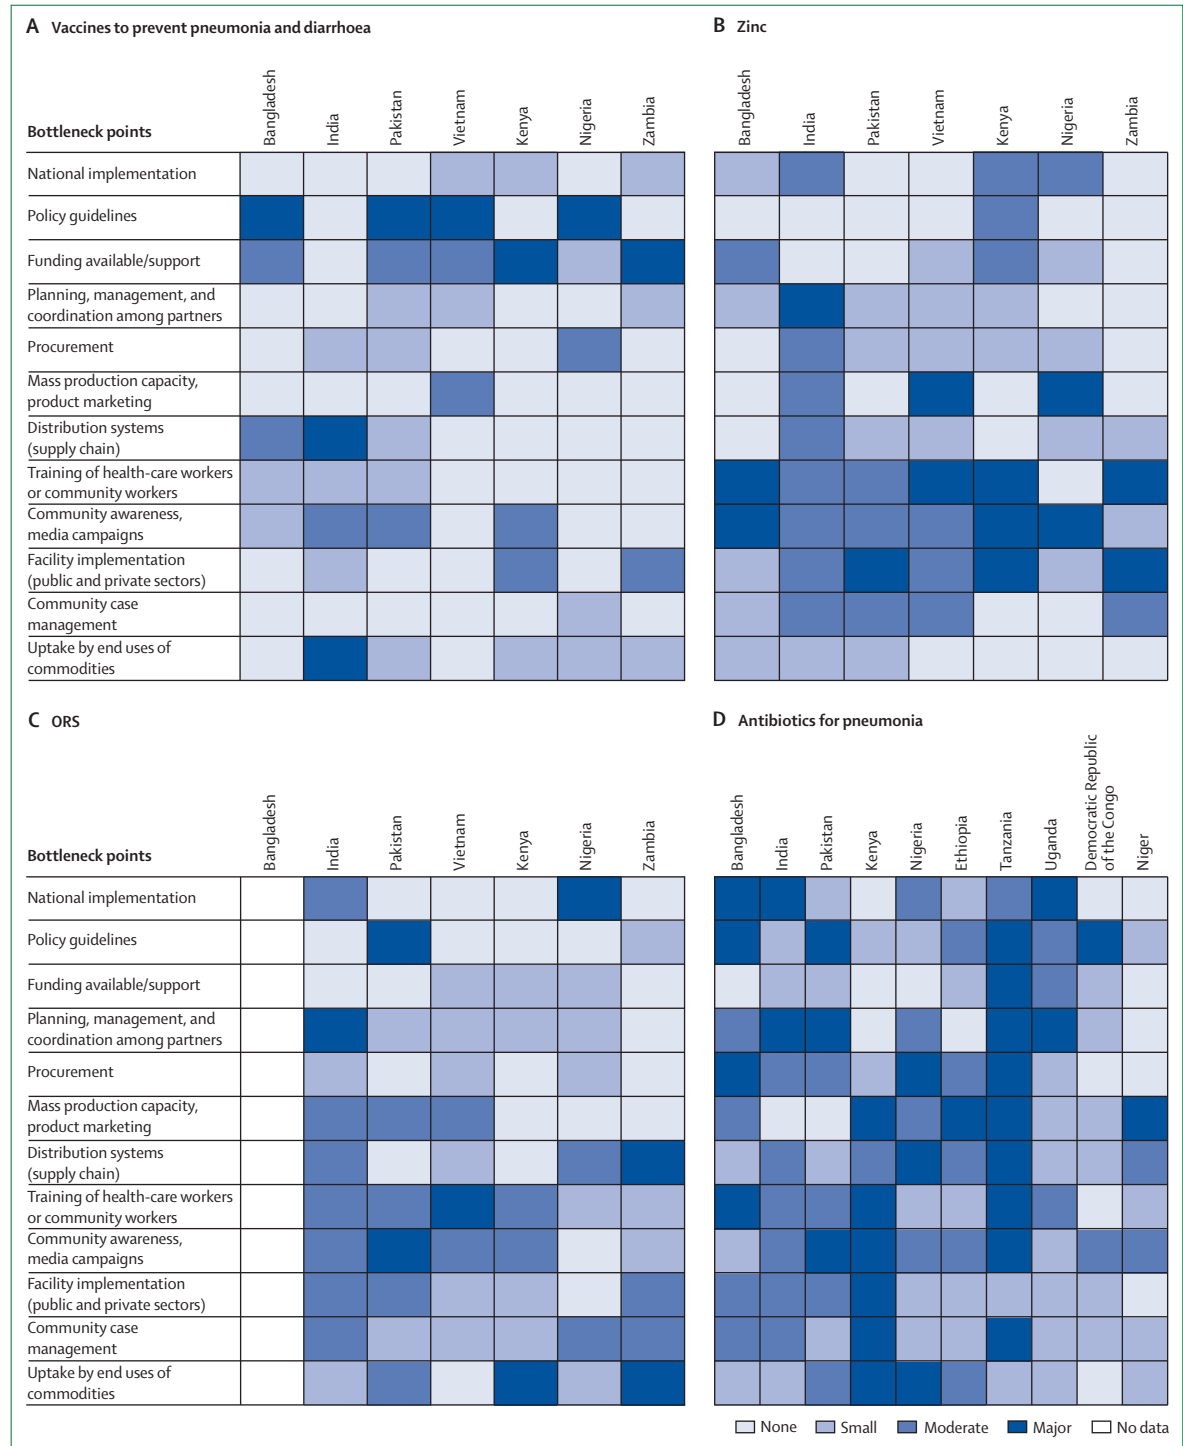 A Vaccines to prevent pneumonia and diarrhoea
Bottleneck points
Bangladesh
India
Pakistan
Vietnam
Kenya
Nigeria
Zambia
National implementation
Policy guidelines
Funding available/support
Planning, management, and
coordination among partners
Procurement
Mass production capacity,
product marketing
Distribution systems
(supply chain)
Training of health-care workers
or community workers
Community awareness,
media campaigns
Facility implementation
(public and private sectors)
Community case
management
Uptake by end uses of
commodities
B Zinc
Bangladesh
India
Pakistan
Vietnam
Kenya
Nigeria
Zambia
C ORS
Bottleneck points
Bangladesh
India
Pakistan
Vietnam
Kenya
Nigeria
Zambia
National implementation
Policy guidelines
Funding available/support
Planning, management, and
coordination among partners
Procurement
Mass production capacity,
product marketing
Distribution systems
(supply chain)
Training of health-care workers
or community workers
Community awareness,
media campaigns
Facility implementation
(public and private sectors)
Community case
management
Uptake by end uses of
commodities
D Antibiotics for pneumonia
Bangladesh
India
Pakistan
Kenya
Nigeria
Ethiopia
Tanzania
Uganda
Democratic Republic
of the Congo
Niger
None
Small
Moderate
Major
No data